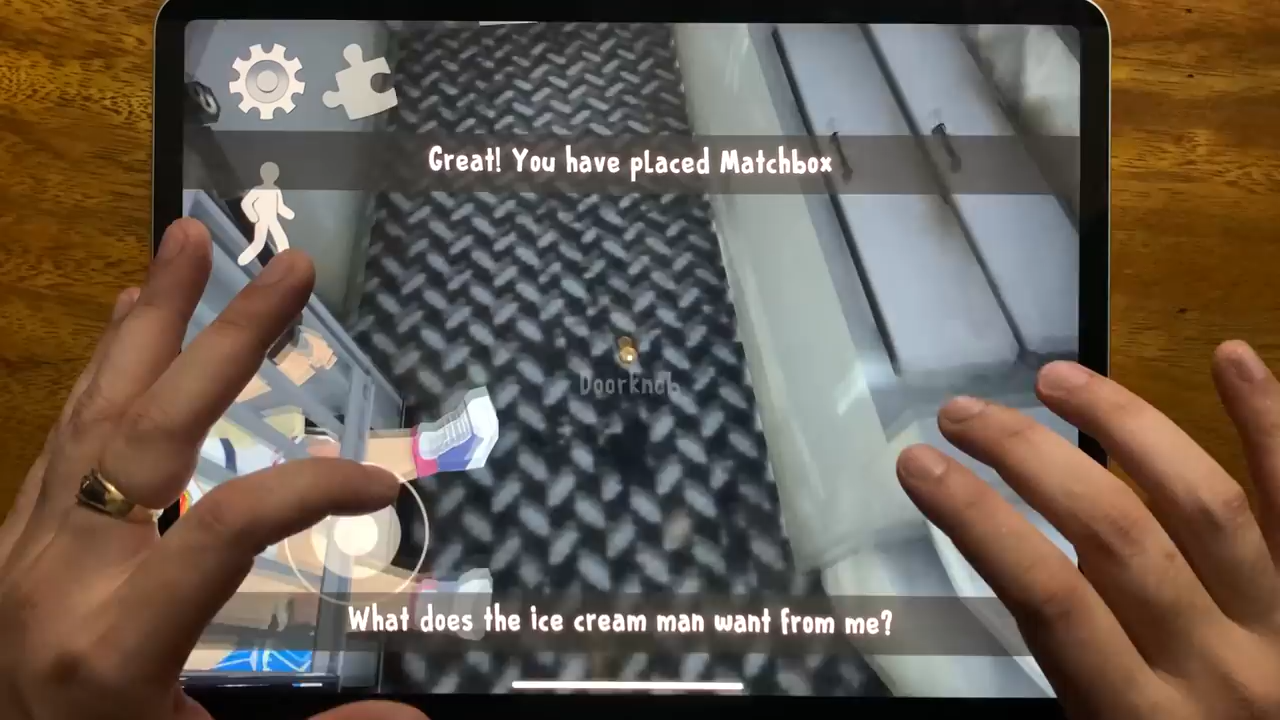 Great! You have placed Matchbox
Doorknob
What does the ice cream man want from me?